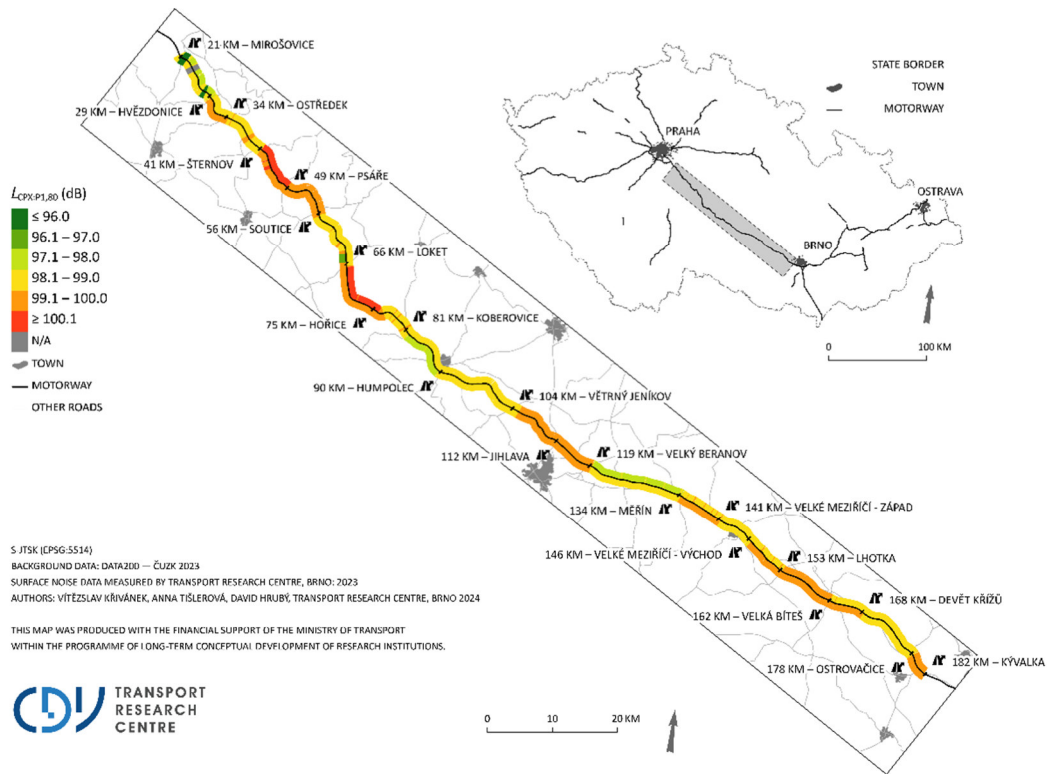 21 KM – MIROŠOVICE
34 KM – OSTŘEDEK
29 KM – HVĚZDONICE
41 KM – ŠTERNOV
49 KM – PSÁŘE
56 KM – SOUTICE
66 KM – LOKET
75 KM – HOŘICE
81 KM – KOBEROVICE
90 KM – HUMPOLEC
104 KM – VĚTRNÝ JENÍKOV
112 KM – JIHLAVA
119 KM – VELKÝ BERANOV
134 KM – MĚŘÍN
141 KM – VELKÉ MEZIŘÍČÍ - ZÁPAD
146 KM – VELKÉ MEZIŘÍČÍ - VÝCHOD
153 KM – LHOTKA
162 KM – VELKÁ BÍTEŠ
168 KM – DEVĚT KŘÍŽŮ
178 KM – OSTROVAČICE
182 KM – KÝVALKA
LCPX:P1,80 (dB)
≤ 96.0
96.1 – 97.0
97.1 – 98.0
98.1 – 99.0
99.1 – 100.0
≥ 100.1
N/A
TOWN
MOTORWAY
OTHER ROADS
STATE BORDER
TOWN
MOTORWAY
PRAHA
OSTRAVA
BRNO
1
0 100 KM
S JTSK (EPSG:5514)
BACKGROUND DATA: DATA200 — ČUZK 2023
SURFACE NOISE DATA MEASURED BY TRANSPORT RESEARCH CENTRE, BRNO: 2023
AUTHORS: VÍTĚZSLAV KŘIVÁNEK, ANNA TIŠLEROVÁ, DAVID HRUBÝ, TRANSPORT RESEARCH CENTRE, BRNO 2024
THIS MAP WAS PRODUCED WITH THE FINANCIAL SUPPORT OF THE MINISTRY OF TRANSPORT
WITHIN THE PROGRAMME OF LONG-TERM CONCEPTUAL DEVELOPMENT OF RESEARCH INSTITUTIONS.
CDV
TRANSPORT
RESEARCH
CENTRE
0 10 20 KM